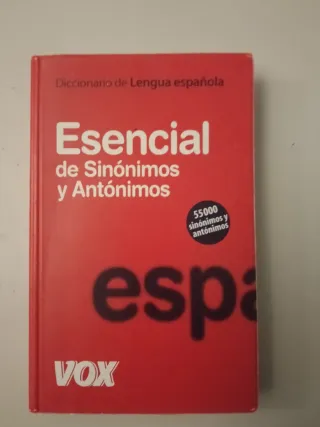 Diccionario de Lengua española
Esencial
de Sinónimos
y Antónimos
55000
sinónimos y
antónimos
espa
VOX